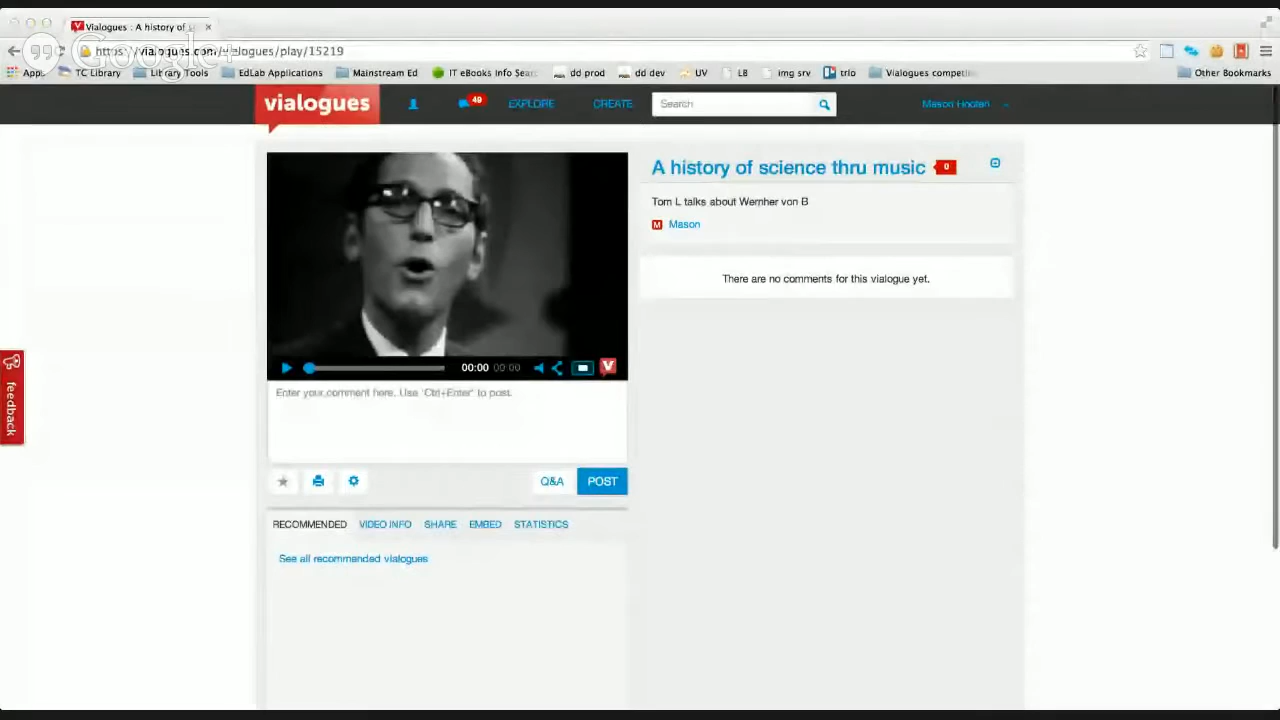 Vialogues : A history of sc
https://vialogues.com/vialogues/play/15219
Google+
Apps TC Library Library Tools EdLab Applications Mainstream Ed IT eBooks Info Sear dd prod dd dev UV LB img srv trlo Vialogues competi Other Bookmarks
vialogues 49 EXPLORE CREATE Search Mason Hooten
A history of science thru music 0
Tom L talks about Wernher von B
M Mason
There are no comments for this vialogue yet.
00:00 00:00
Enter your comment here. Use 'Ctrl+Enter' to post.
Q&A POST
RECOMMENDED VIDEO INFO SHARE EMBED STATISTICS
See all recommended vialogues
feedback